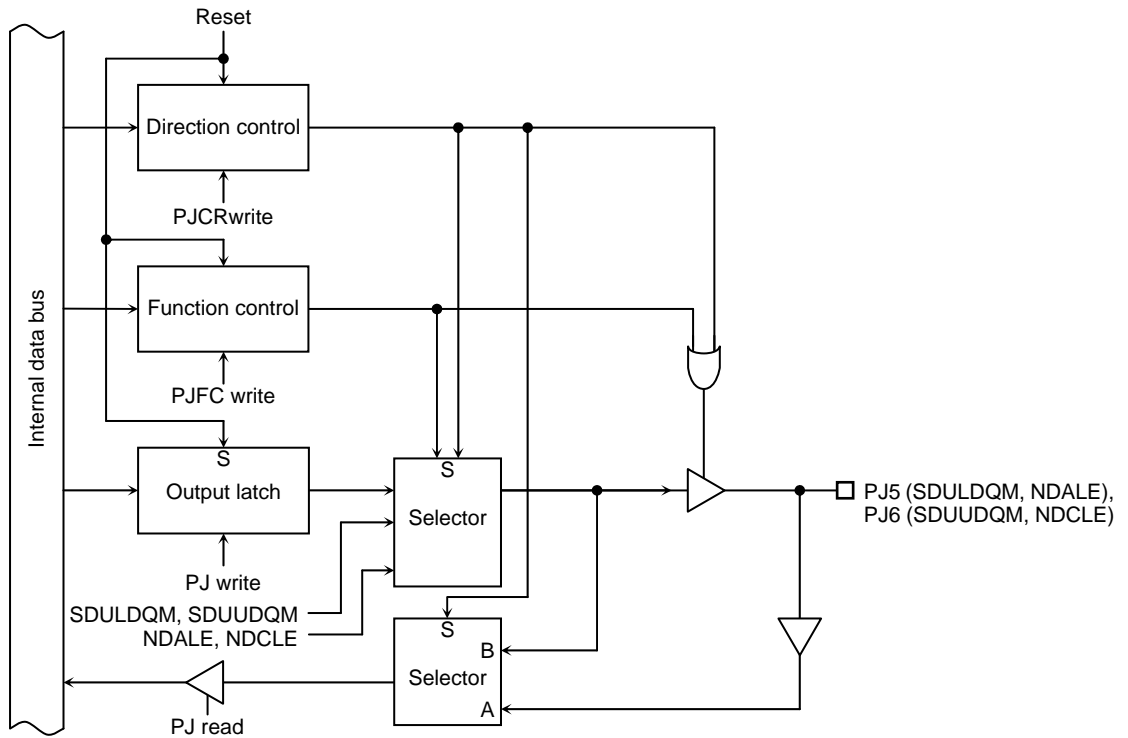 Reset
Direction control
PJCRwrite
Function control
PJFC write
Internal data bus
S
Output latch
PJ write
S
Selector
PJ5 (SDULDQM, NDALE),
PJ6 (SDUUDQM, NDCLE)
SDULDQM, SDUUDQM
NDALE, NDCLE
S
B
Selector
A
PJ read